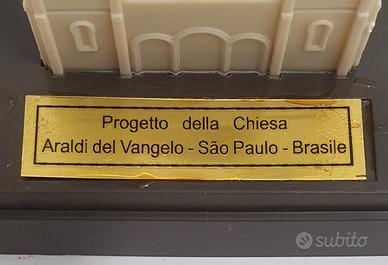 Progetto della Chiesa
Araldi del Vangelo - São Paulo - Brasile
subito